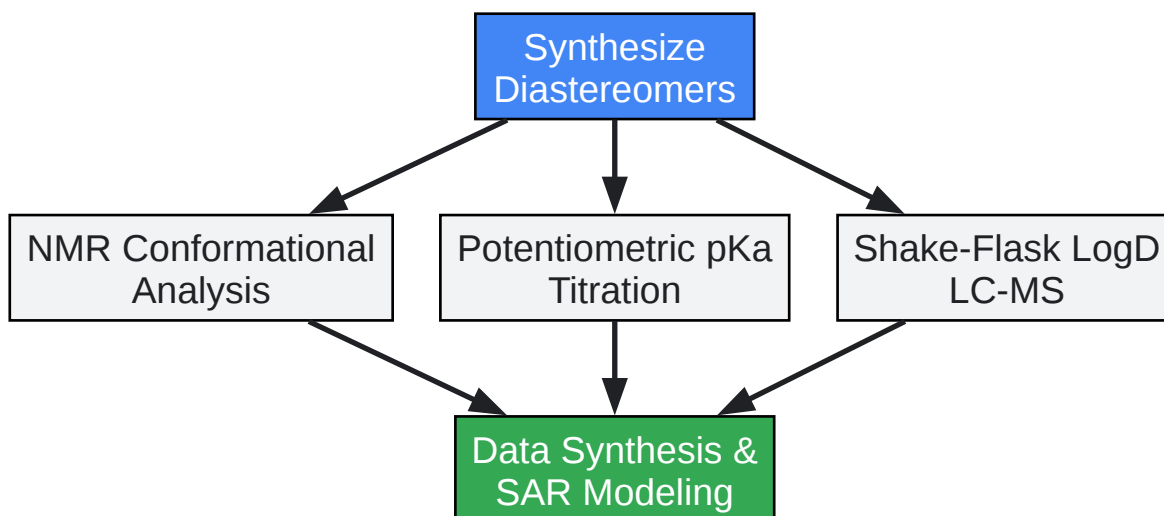 Synthesize
Diastereomers
NMR Conformational
Analysis
Potentiometric pKa
Titration
Shake-Flask LogD
LC-MS
Data Synthesis &
SAR Modeling